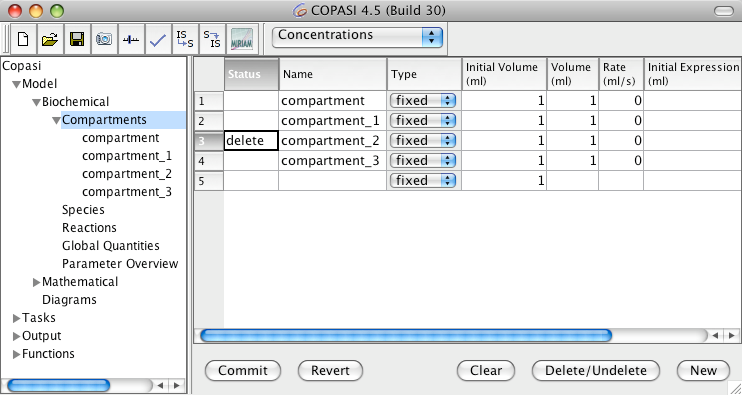 COPASI 4.5 (Build 30)
IS S S IS MIRIAM Concentrations
Copasi
Model
Biochemical
Compartments
compartment
compartment_1
compartment_2
compartment_3
Species
Reactions
Global Quantities
Parameter Overview
Mathematical
Diagrams
Tasks
Output
Functions
Status Name Type Initial Volume (ml) Volume (ml) Rate (ml/s) Initial Expression (ml)
1 compartment fixed 1 1 0
2 compartment_1 fixed 1 1 0
3 delete compartment_2 fixed 1 1 0
4 compartment_3 fixed 1 1 0
5 fixed 1
Commit Revert Clear Delete/Undelete New